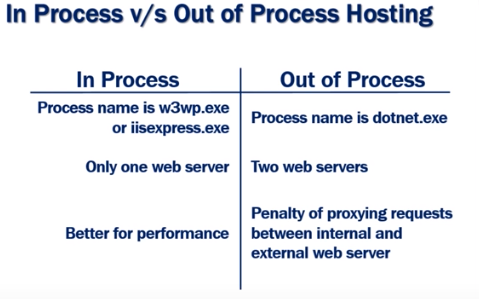 In Process v/s Out of Process Hosting
In Process
Out of Process
Process name is w3wp.exe
or iisexpress.exe
Process name is dotnet.exe
Only one web server
Two web servers
Better for performance
Penalty of proxying requests
between internal and
external web server